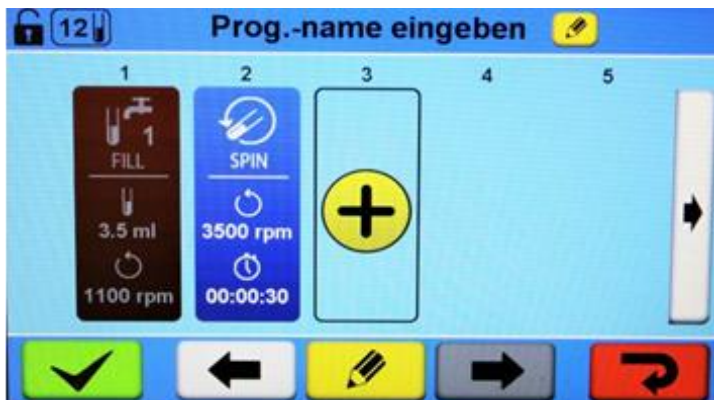 12
Prog.-name eingeben
1 2 3 4 5
1
FILL
3.5 ml
1100 rpm
SPIN
3500 rpm
00:00:30